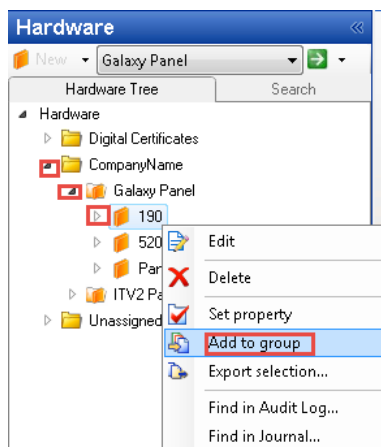 Hardware
New
Galaxy Panel
Hardware Tree
Search
Hardware
Digital Certificates
CompanyName
Galaxy Panel
190
520
Par
ITV2 Pa
Unassigned
Edit
Delete
Set property
Add to group
Export selection...
Find in Audit Log...
Find in Journal...